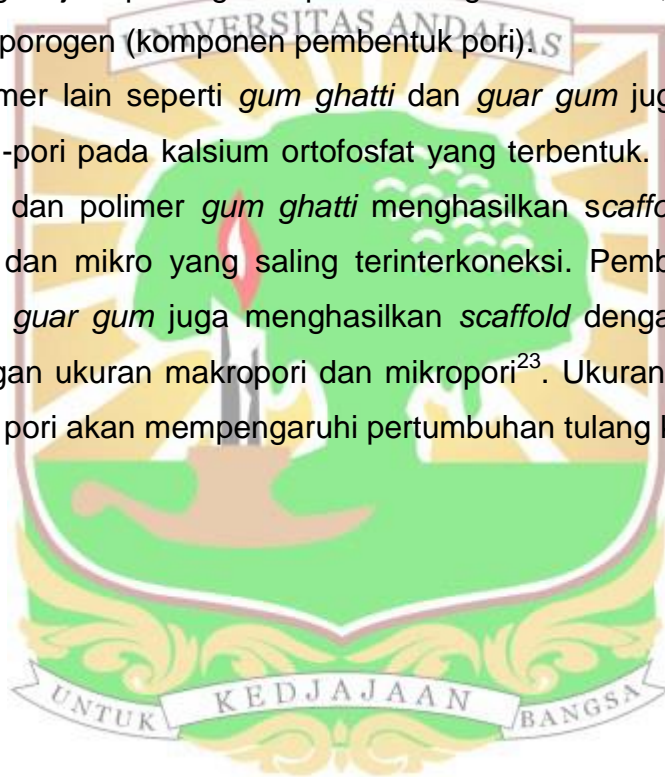 UNIVERSITAS ANDALAS
porogen (komponen pembentuk pori).
mer lain seperti gum ghatti dan guar gum jug
-pori pada kalsium ortofosfat yang terbentuk.
dan polimer gum ghatti menghasilkan scaffo
dan mikro yang saling terinterkoneksi. Pemb
guar gum juga menghasilkan scaffold denga
gan ukuran makropori dan mikropori23. Ukuran
pori akan mempengaruhi pertumbuhan tulang
UNTUK KEDJAJAAN BANGSA